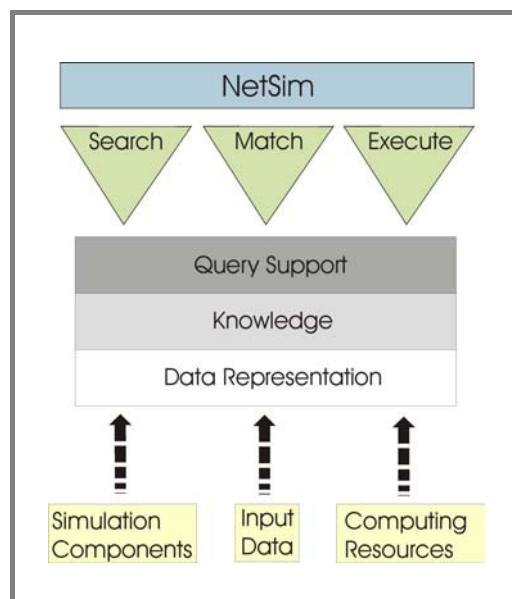 NetSim
Search Match Execute
Query Support
Knowledge
Data Representation
Simulation
Components
Input
Data
Computing
Resources